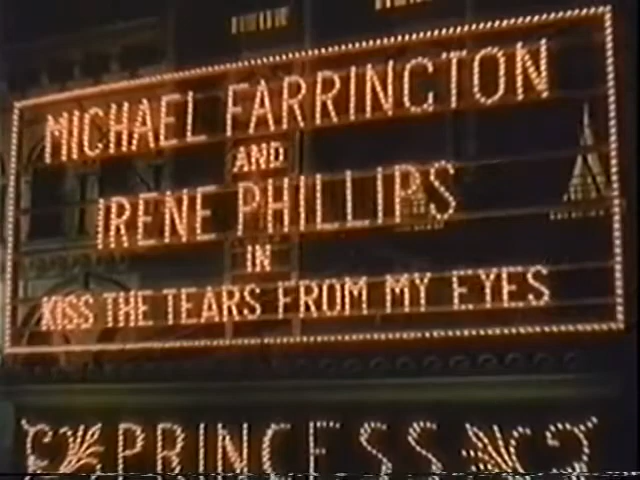 MICHAEL FARRINGTON
AND
IRENE PHILLIPS
IN
KISS THE TEARS FROM MY EYES
PRINCESS